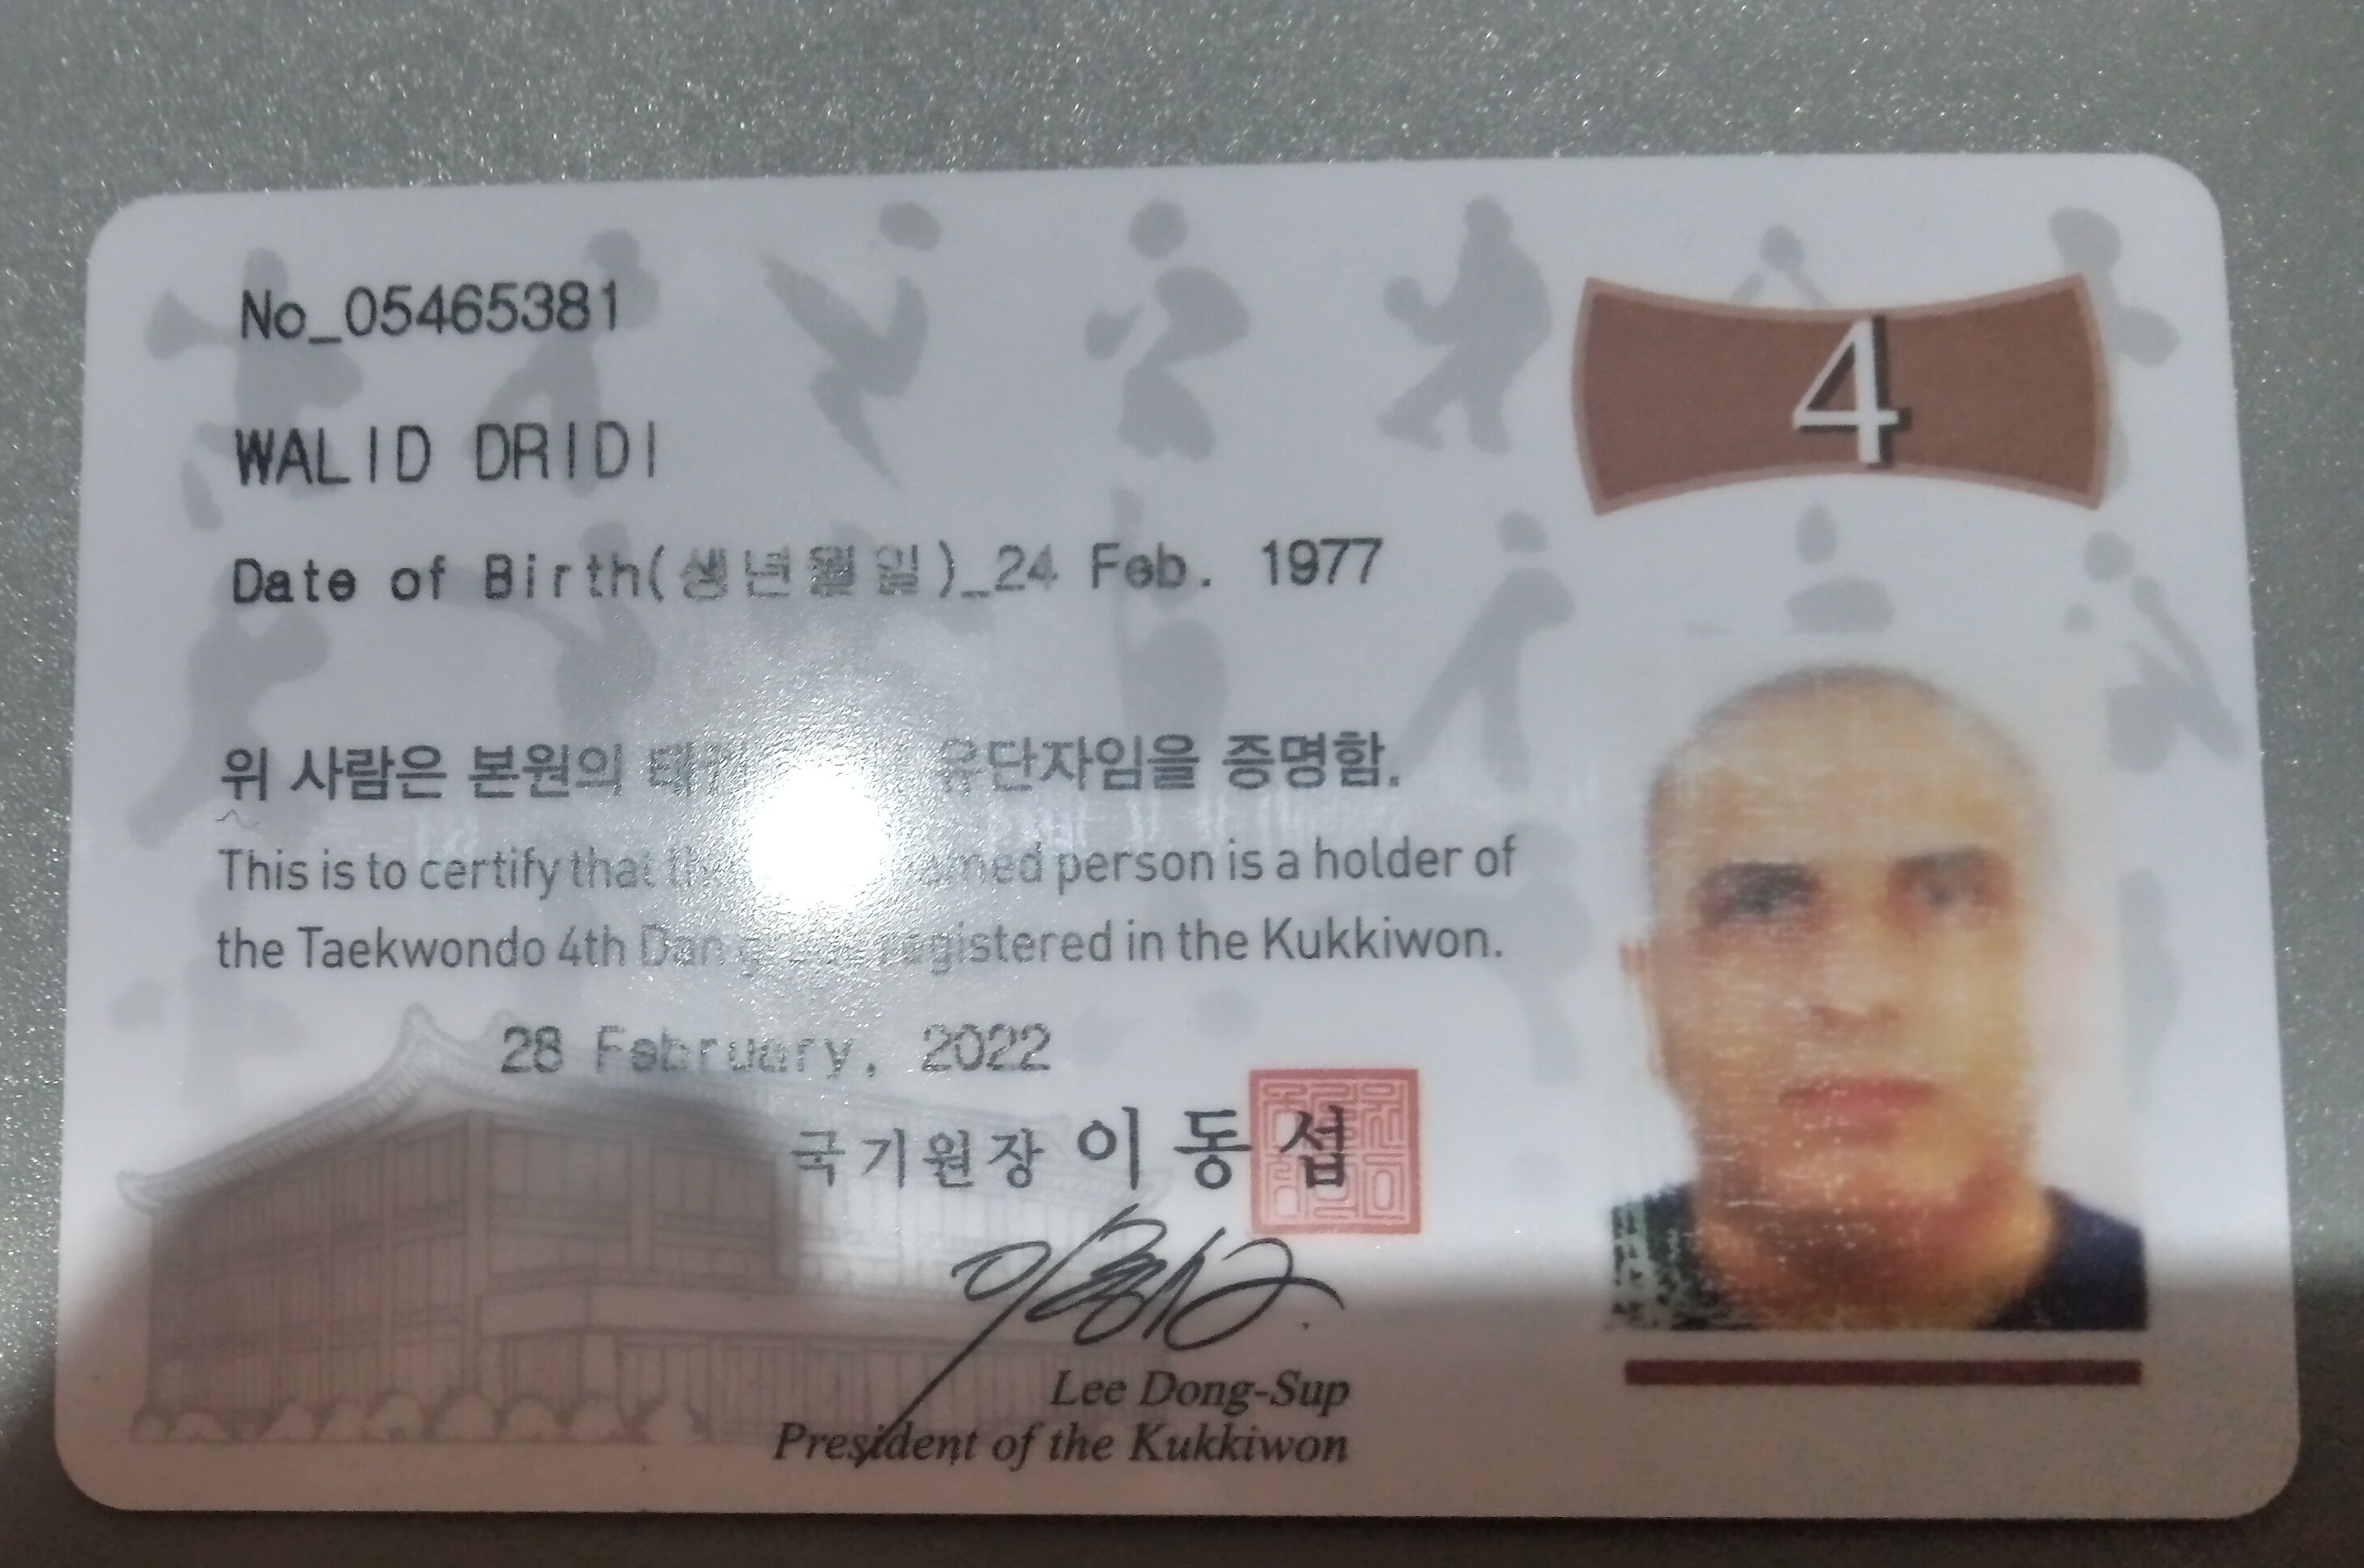 No_05465381
4
WALID DRIDI
Date of Birth(생년월일)_24 Feb. 1977
위 사람은 본원의 유단자임을 증명함.
This is to certify that person is a holder of
the Taekwondo 4th Dan registered in the Kukkiwon.
28 February, 2022
국기원장 이동섭
Lee Dong-Sup
President of the Kukkiwon